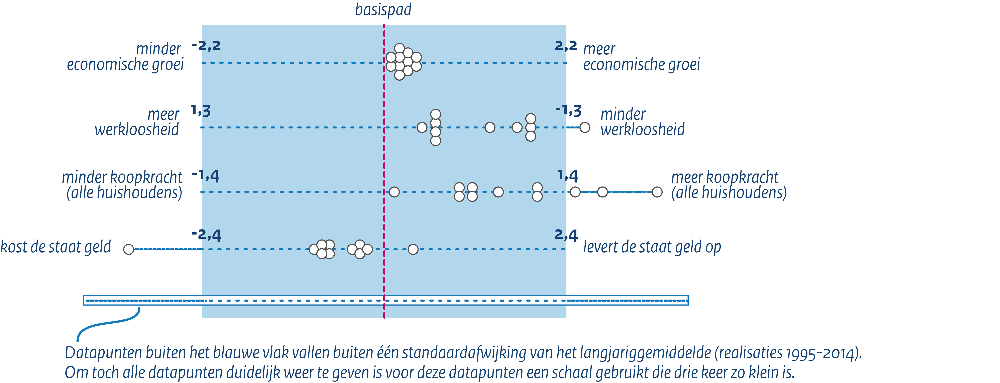 basispad
minder -2,2 2,2 meer
economische groei economische groei
meer 1,3 -1,3 minder
werkloosheid werkloosheid
minder koopkracht -1,4 1,4 meer koopkracht
(alle huishoudens) (alle huishoudens)
-2,4 2,4
kost de staat geld levert de staat geld op
Datapunten buiten het blauwe vlak vallen buiten één standaardafwijking van het langjariggemiddelde (realisaties 1995-2014).
Om toch alle datapunten duidelijk weer te geven is voor deze datapunten een schaal gebruikt die drie keer zo klein is.